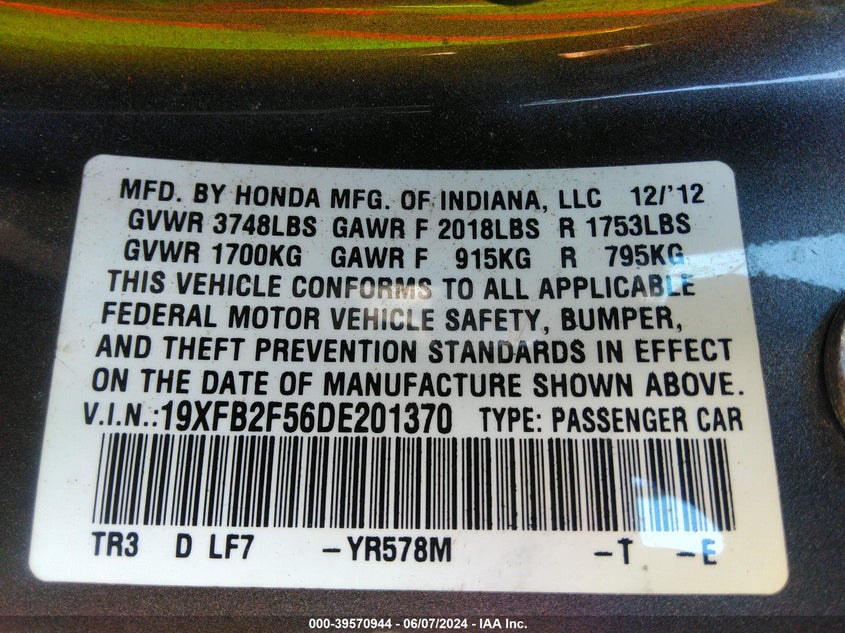 MFD. BY HONDA MFG. OF INDIANA, LLC 12/'12
GVWR 3748LBS GAWR F 2018LBS R 1753LBS
GVWR 1700KG GAWR F 915KG R 795KG
THIS VEHICLE CONFORMS TO ALL APPLICABLE
FEDERAL MOTOR VEHICLE SAFETY, BUMPER,
AND THEFT PREVENTION STANDARDS IN EFFECT
ON THE DATE OF MANUFACTURE SHOWN ABOVE.
V.I.N.:19XFB2F56DE201370 TYPE: PASSENGER CAR
TR3 D LF7 –YR578M –T –E
000-39570944 | 06/07/2024 - IAA Inc.